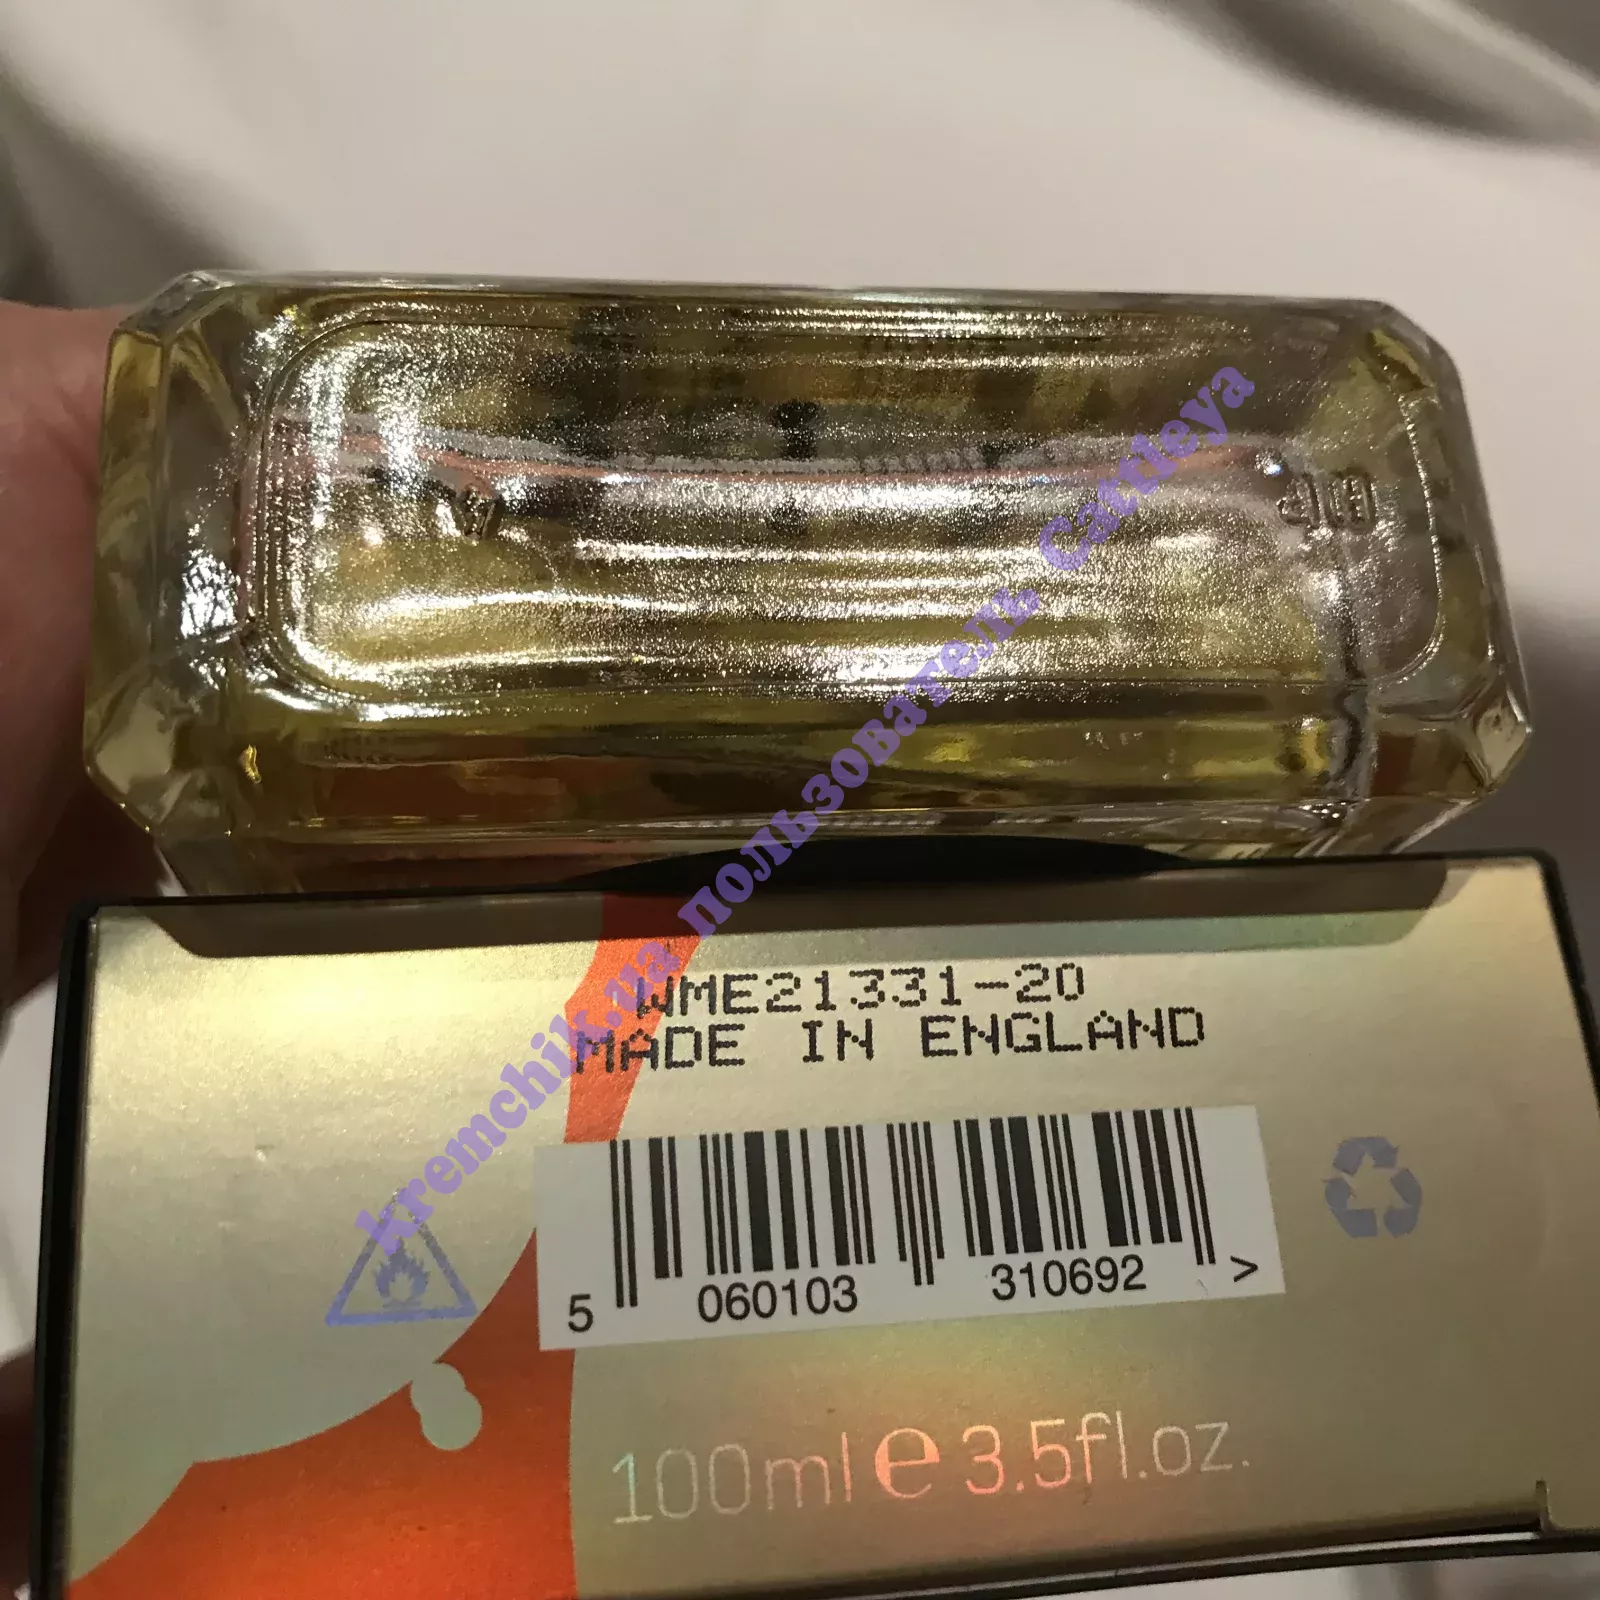 WME21331-20
MADE IN ENGLAND
5 060103 310692 >
100ml e 3.5fl.oz.
kremchik.ua пользователь Cattleya